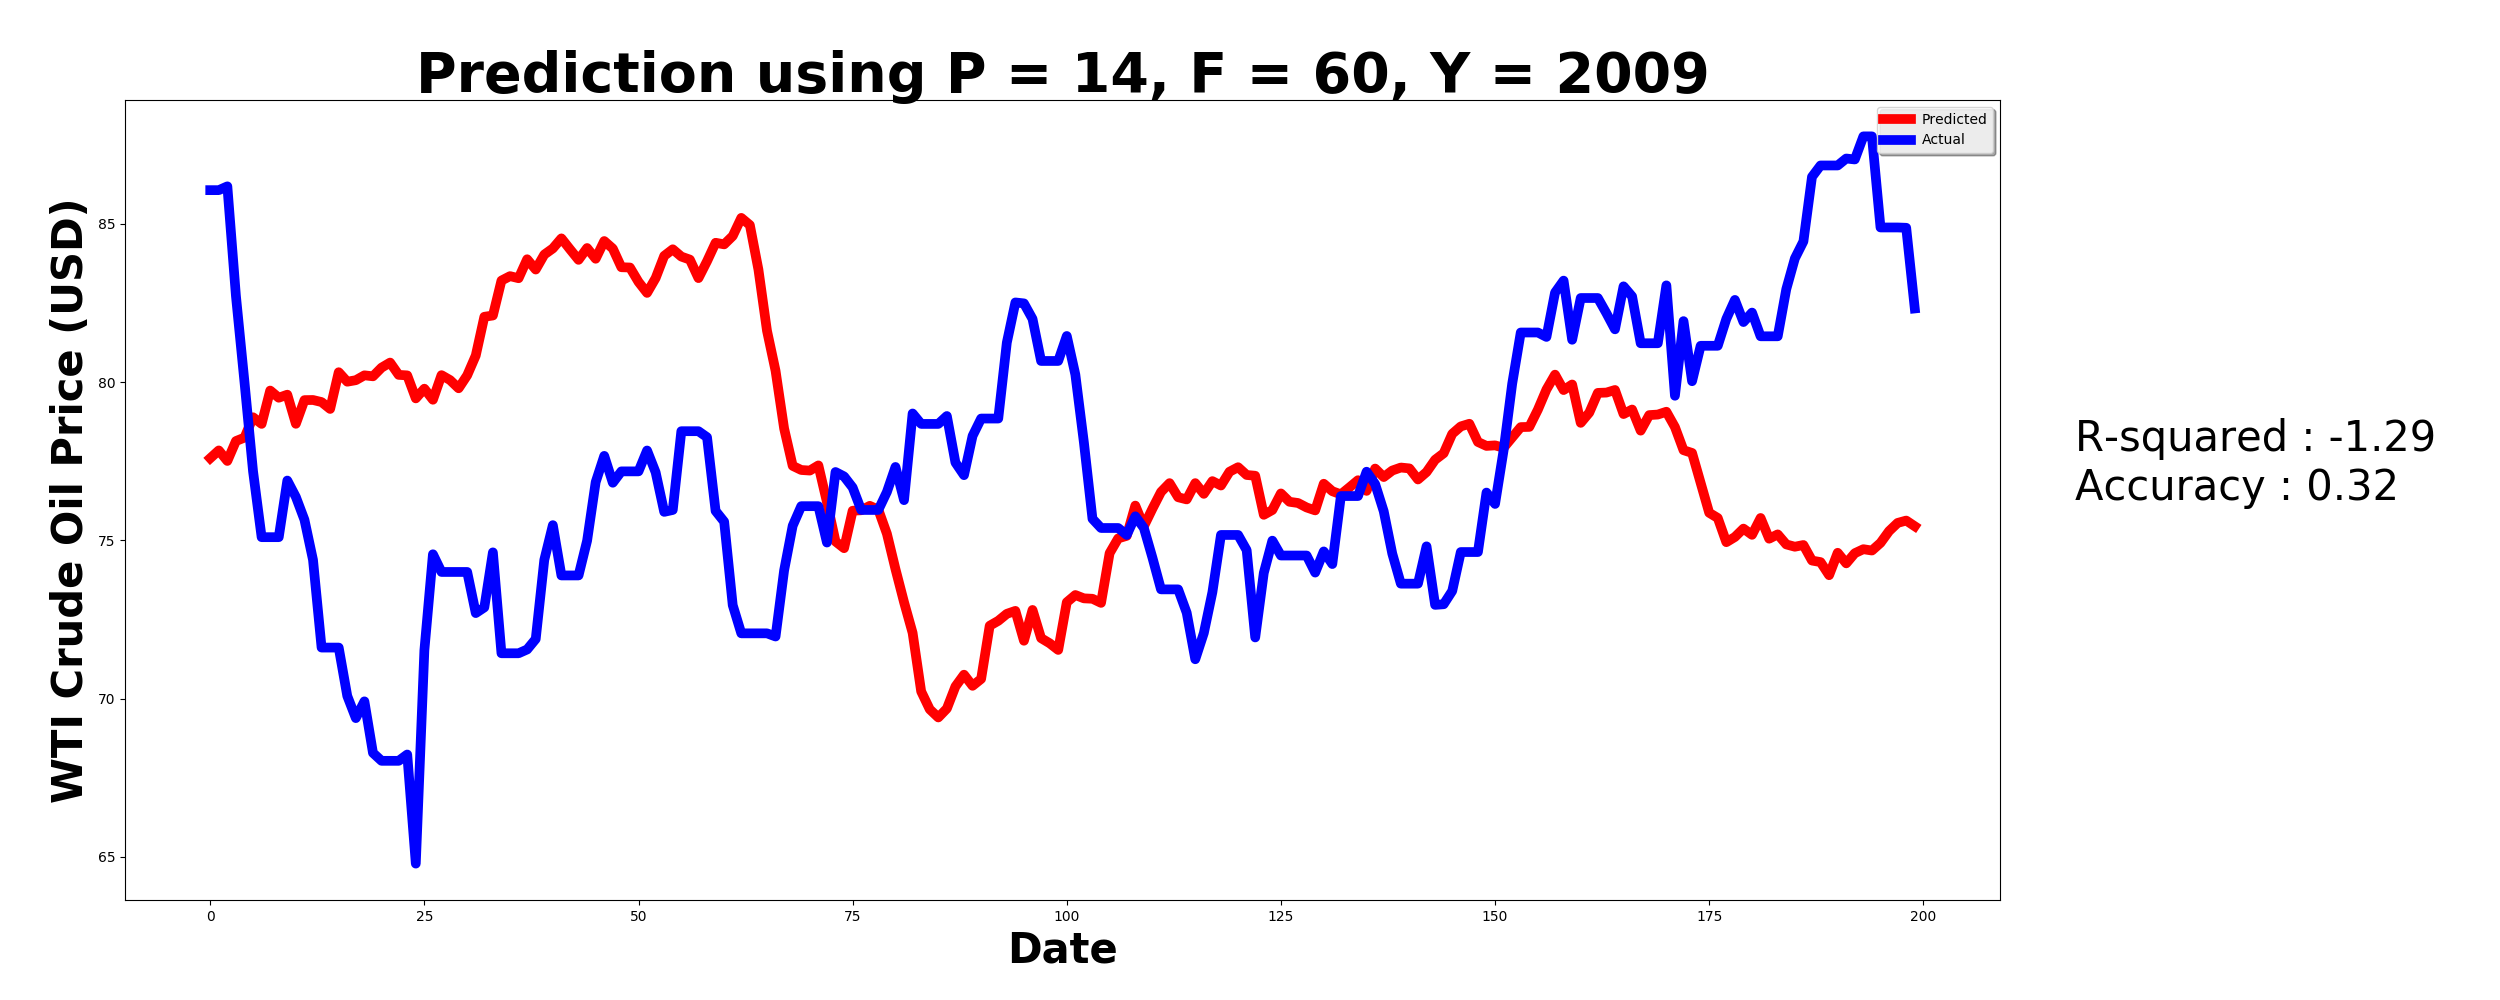 Prediction using P = 14, F = 60, Y = 2009
Predicted
Actual
WTI Crude Oil Price (USD)
85
80
75
70
65
R-squared : -1.29
Accuracy : 0.32
0 25 50 75 100 125 150 175 200
Date